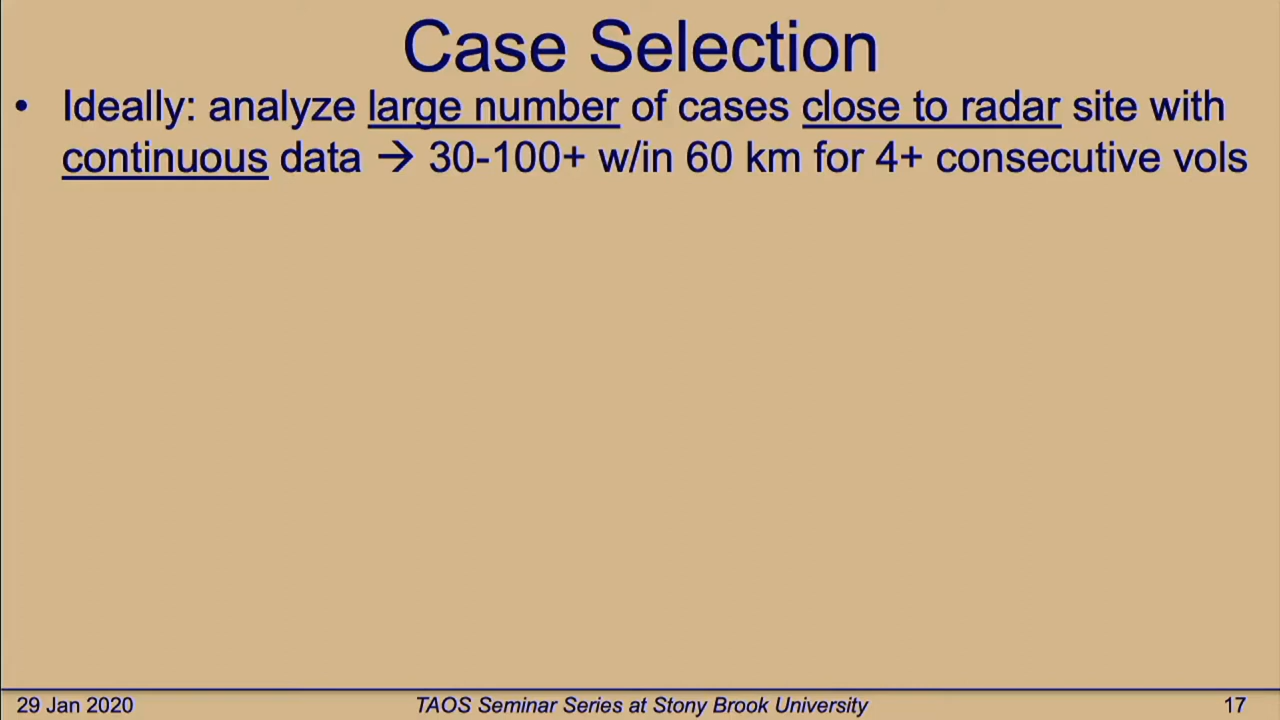 Case Selection
• Ideally: analyze large number of cases close to radar site with
continuous data → 30-100+ w/in 60 km for 4+ consecutive vols
29 Jan 2020
TAOS Seminar Series at Stony Brook University
17